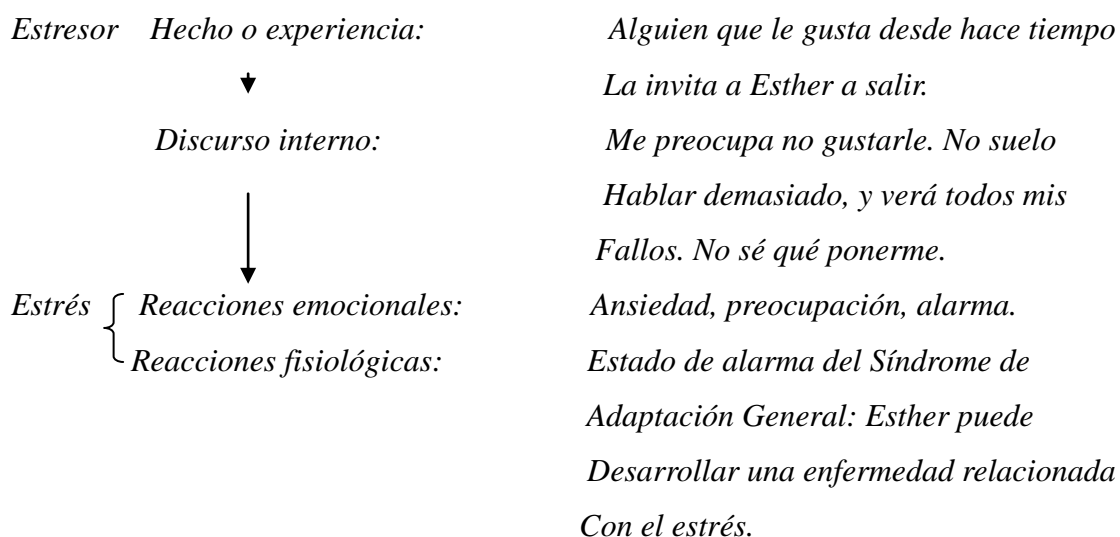 Estresor Hecho o experiencia: Alguien que le gusta desde hace tiempo
La invita a Esther a salir.
Discurso interno: Me preocupa no gustarle. No suelo
Hablar demasiado, y verá todos mis
Fallos. No sé qué ponerme.
Estrés Reacciones emocionales: Ansiedad, preocupación, alarma.
Reacciones fisiológicas: Estado de alarma del Síndrome de
Adaptación General: Esther puede
Desarrollar una enfermedad relacionada
Con el estrés.